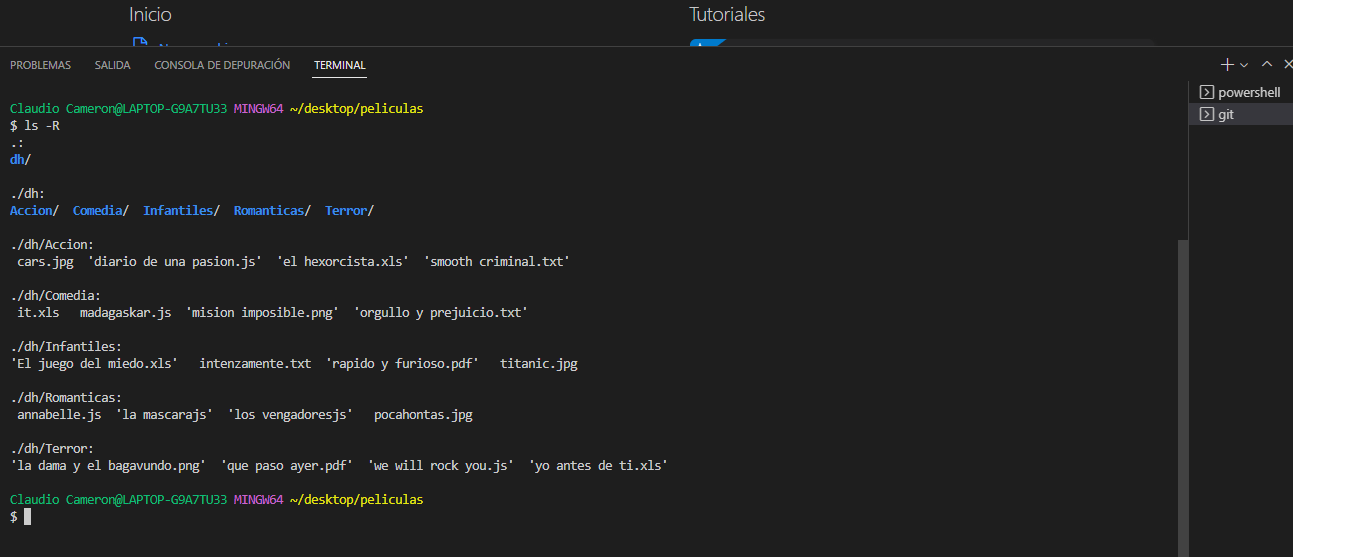 Inicio
Tutoriales
PROBLEMAS SALIDA CONSOLA DE DEPURACIÓN TERMINAL
powershell
git
Claudio Cameron@LAPTOP-G9A7TU33 MINGW64 ~/desktop/peliculas
$ ls -R
.:
dh/
./dh:
Accion/ Comedia/ Infantiles/ Romanticas/ Terror/
./dh/Accion:
cars.jpg 'diario de una pasion.js' 'el hexorcista.xls' 'smooth criminal.txt'
./dh/Comedia:
it.xls madagaskar.js 'mision imposible.png' 'orgullo y prejuicio.txt'
./dh/Infantiles:
'El juego del miedo.xls' intenzamente.txt 'rapido y furioso.pdf' titanic.jpg
./dh/Romanticas:
annabelle.js 'la mascarajs' 'los vengadoresjs' pocahontas.jpg
./dh/Terror:
'la dama y el bagavundo.png' 'que paso ayer.pdf' 'we will rock you.js' 'yo antes de ti.xls'
Claudio Cameron@LAPTOP-G9A7TU33 MINGW64 ~/desktop/peliculas
$